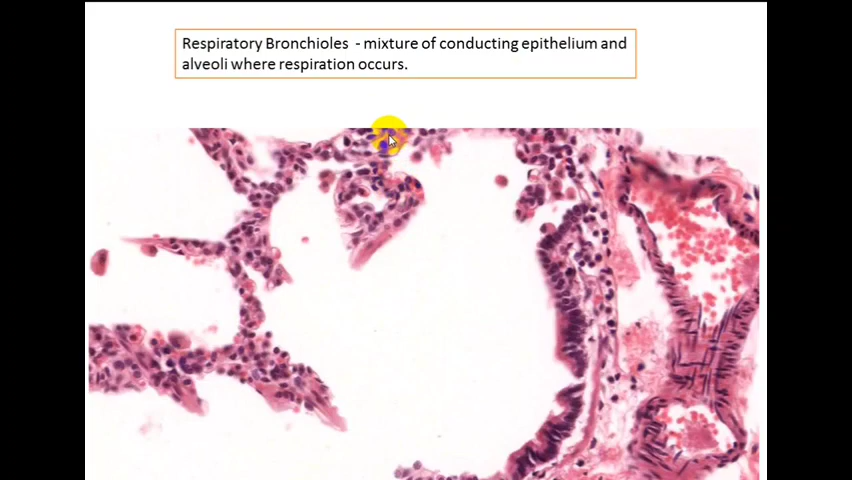 Respiratory Bronchioles - mixture of conducting epithelium and
alveoli where respiration occurs.